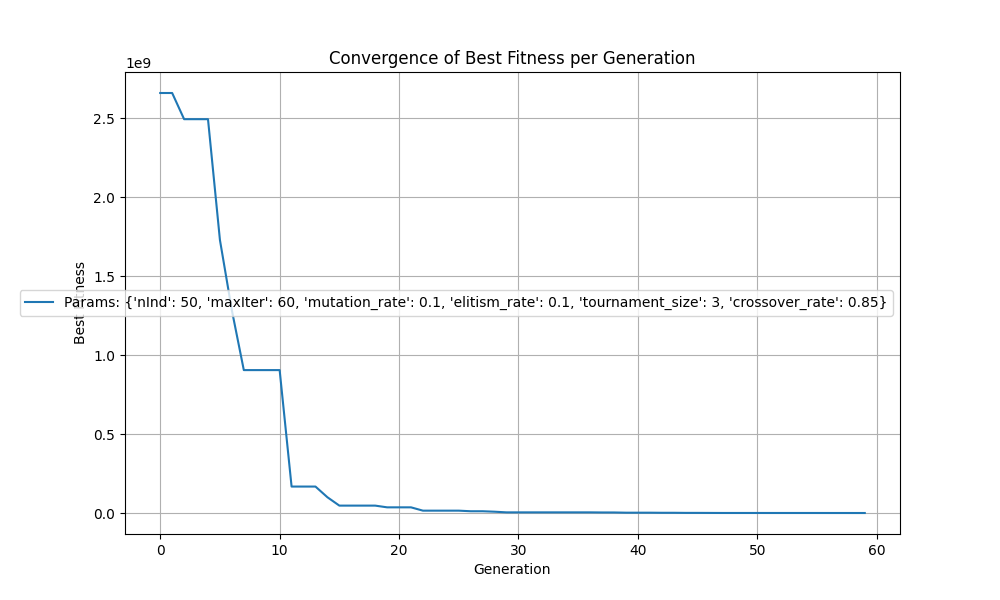 Convergence of Best Fitness per Generation
1e9
2.5
2.0
1.5
1.0
0.5
0.0
Best Fitness
Params: {'nInd': 50, 'maxIter': 60, 'mutation_rate': 0.1, 'elitism_rate': 0.1, 'tournament_size': 3, 'crossover_rate': 0.85}
0 10 20 30 40 50 60
Generation